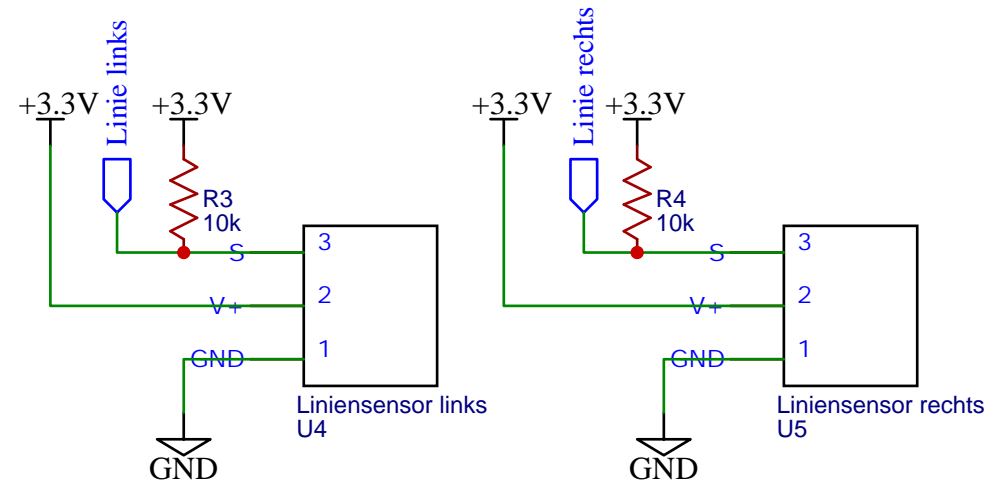 Linie links
+3.3V
+3.3V
R3
10k
S
3
V+
2
GND
1
Liniensensor links
U4
GND
Linie rechts
+3.3V
+3.3V
R4
10k
S
3
V+
2
GND
1
Liniensensor rechts
U5
GND